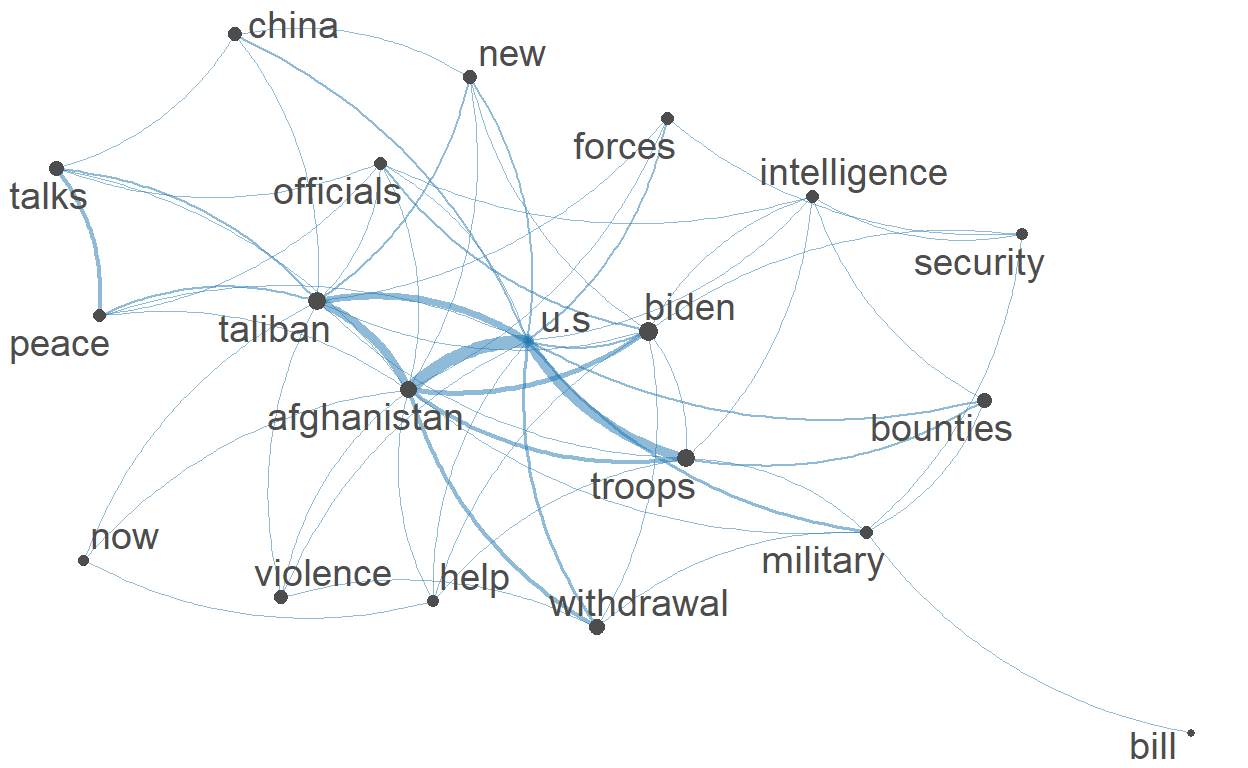 china
new
forces
intelligence
officials
talks
security
biden
u.s
taliban
peace
afghanistan
bounties
troops
now
military
violence
help
withdrawal
bill